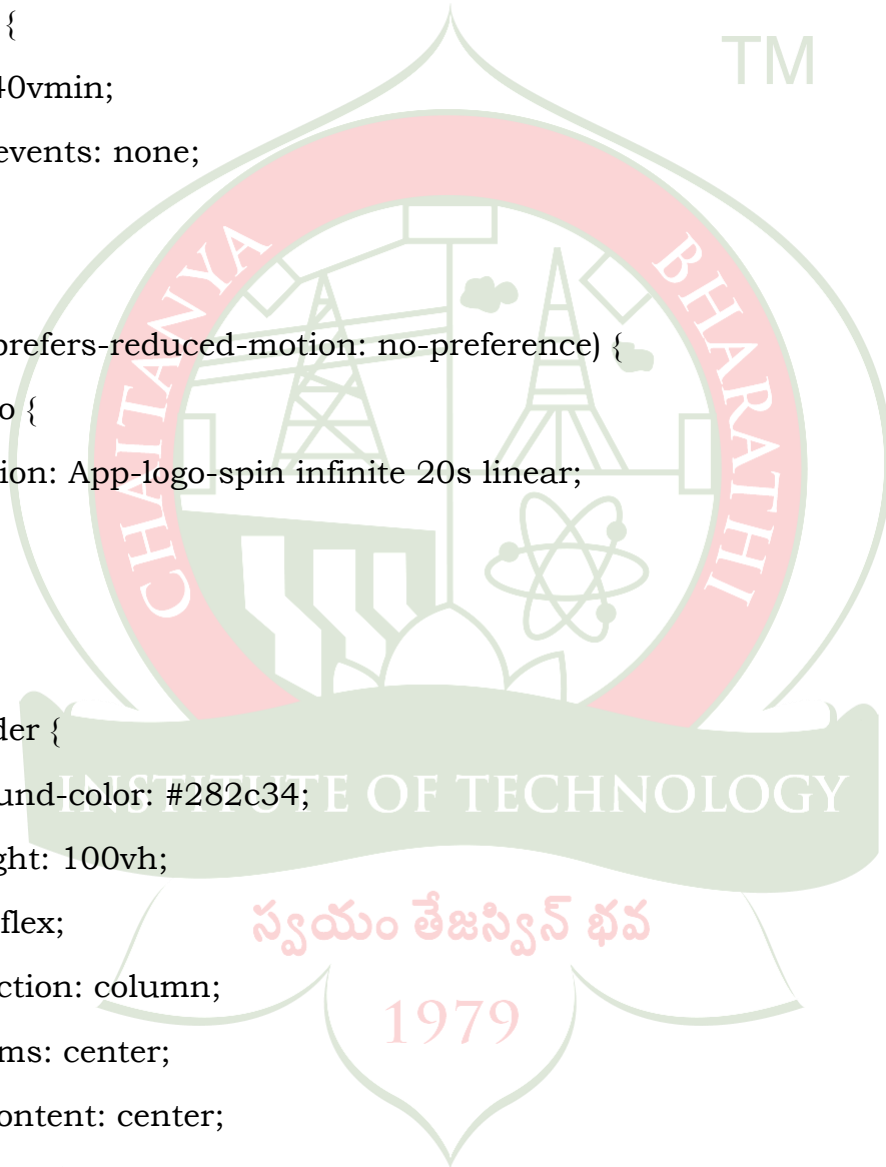 {
40vmin;
events: none;
prefers-reduced-motion: no-preference) {
o {
ion: App-logo-spin infinite 20s linear;
der {
und-color: #282c34;
ght: 100vh;
flex;
ction: column;
ms: center;
ontent: center;
TM
CHAITANYA BHARATHI
INSTITUTE OF TECHNOLOGY
స్వయం తేజస్విన్ భవ
1979